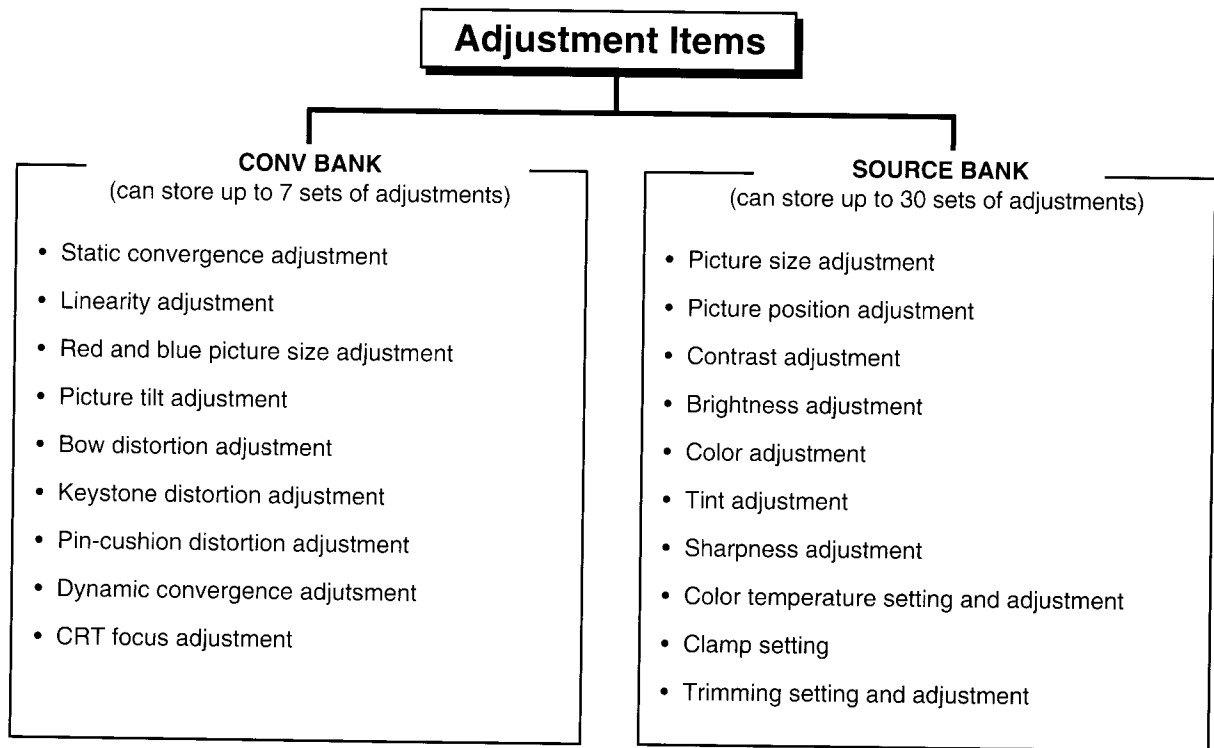 Adjustment Items
CONV BANK
(can store up to 7 sets of adjustments)
• Static convergence adjustment
• Linearity adjustment
• Red and blue picture size adjustment
• Picture tilt adjustment
• Bow distortion adjustment
• Keystone distortion adjustment
• Pin-cushion distortion adjustment
• Dynamic convergence adjutsment
• CRT focus adjustment
SOURCE BANK
(can store up to 30 sets of adjustments)
• Picture size adjustment
• Picture position adjustment
• Contrast adjustment
• Brightness adjustment
• Color adjustment
• Tint adjustment
• Sharpness adjustment
• Color temperature setting and adjustment
• Clamp setting
• Trimming setting and adjustment